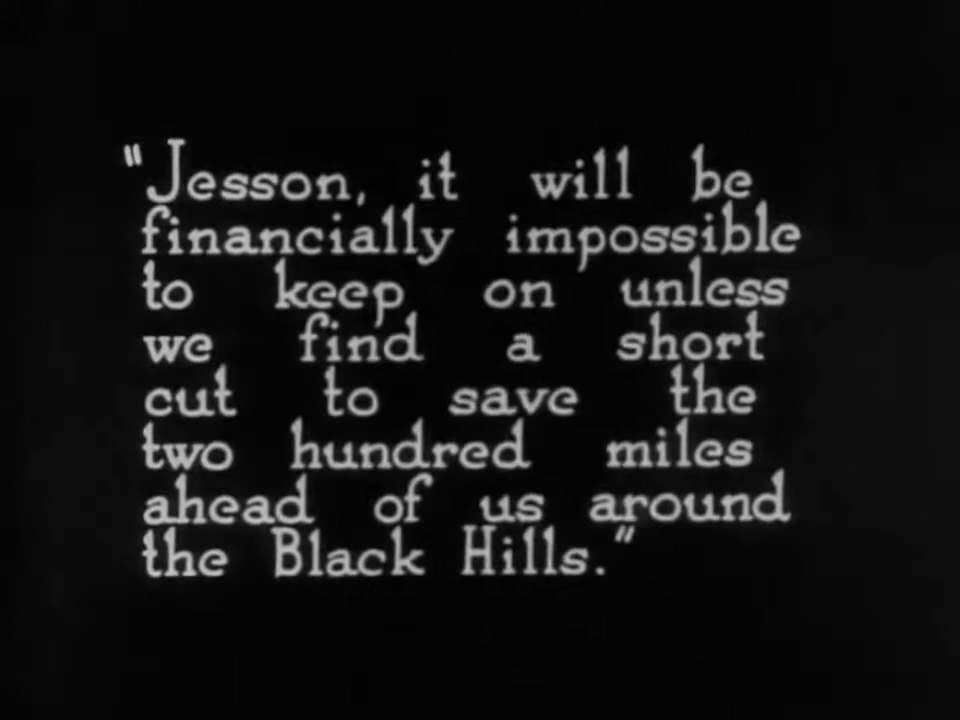 "Jesson, it will be
financially impossible
to keep on unless
we find a short
cut to save the
two hundred miles
ahead of us around
the Black Hills."